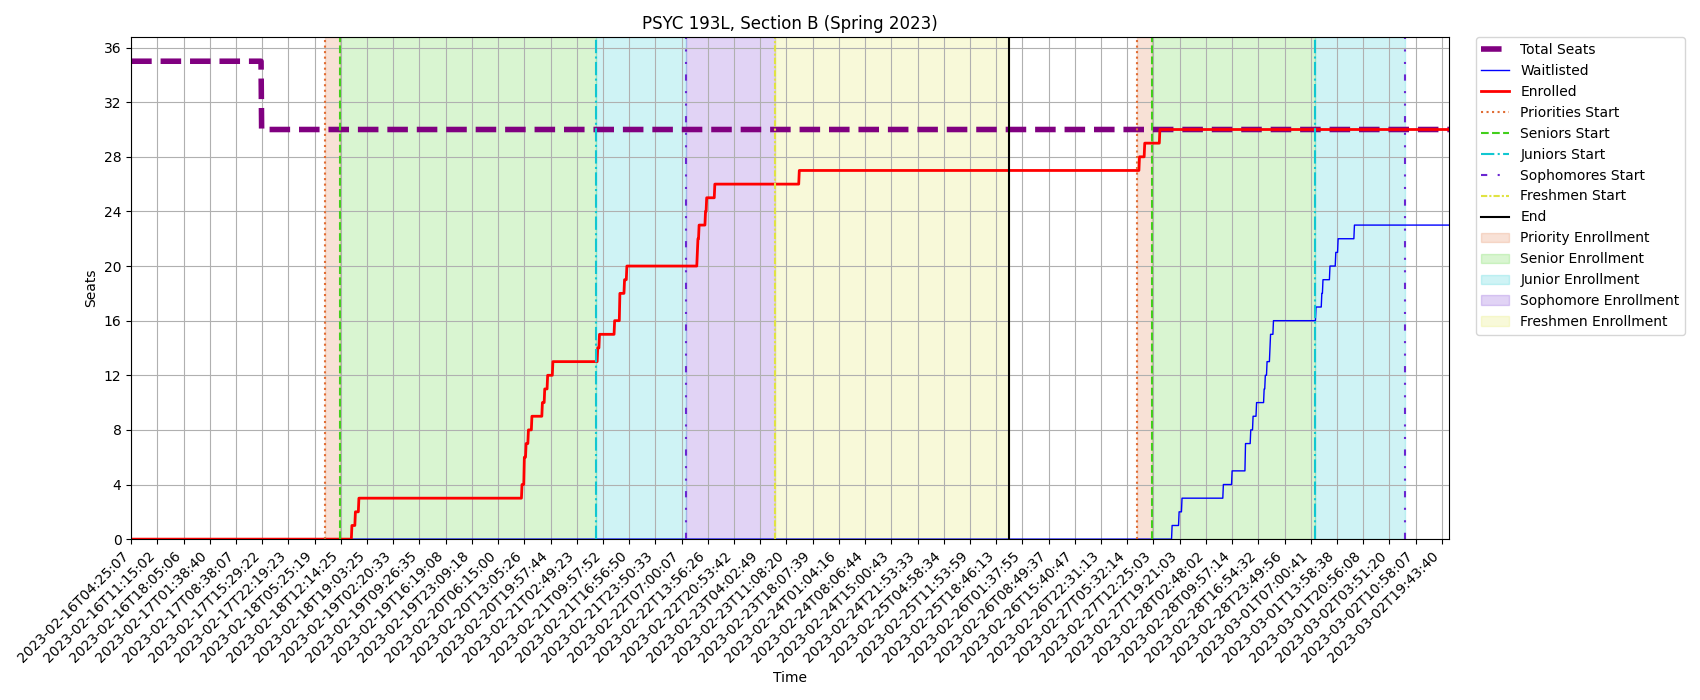 PSYC 193L, Section B (Spring 2023)
36
32
28
24
20
16
12
8
4
0
Seats
2023-02-16T04:25:07
2023-02-16T11:15:02
2023-02-16T18:05:06
2023-02-17T01:38:40
2023-02-17T08:38:07
2023-02-17T15:29:22
2023-02-17T22:19:23
2023-02-18T05:25:19
2023-02-18T12:14:25
2023-02-18T19:03:25
2023-02-19T02:20:33
2023-02-19T09:26:35
2023-02-19T16:19:08
2023-02-19T23:09:18
2023-02-20T06:15:00
2023-02-20T13:05:26
2023-02-20T19:57:44
2023-02-21T02:49:23
2023-02-21T09:57:52
2023-02-21T16:56:50
2023-02-21T23:50:33
2023-02-22T07:00:07
2023-02-22T13:56:26
2023-02-22T20:53:42
2023-02-23T04:02:49
2023-02-23T11:08:20
2023-02-23T18:07:39
2023-02-24T01:04:16
2023-02-24T08:06:44
2023-02-24T15:00:43
2023-02-24T21:53:33
2023-02-25T04:58:34
2023-02-25T11:53:59
2023-02-25T18:46:13
2023-02-26T01:37:55
2023-02-26T08:49:37
2023-02-26T15:40:47
2023-02-26T22:31:13
2023-02-27T05:32:14
2023-02-27T12:25:03
2023-02-27T19:21:03
2023-02-28T02:48:02
2023-02-28T09:57:14
2023-02-28T16:54:32
2023-02-28T23:49:56
2023-03-01T07:00:41
2023-03-01T13:58:38
2023-03-01T20:56:08
2023-03-02T03:51:20
2023-03-02T10:58:07
2023-03-02T19:43:40
Time
Total Seats
Waitlisted
Enrolled
Priorities Start
Seniors Start
Juniors Start
Sophomores Start
Freshmen Start
End
Priority Enrollment
Senior Enrollment
Junior Enrollment
Sophomore Enrollment
Freshmen Enrollment